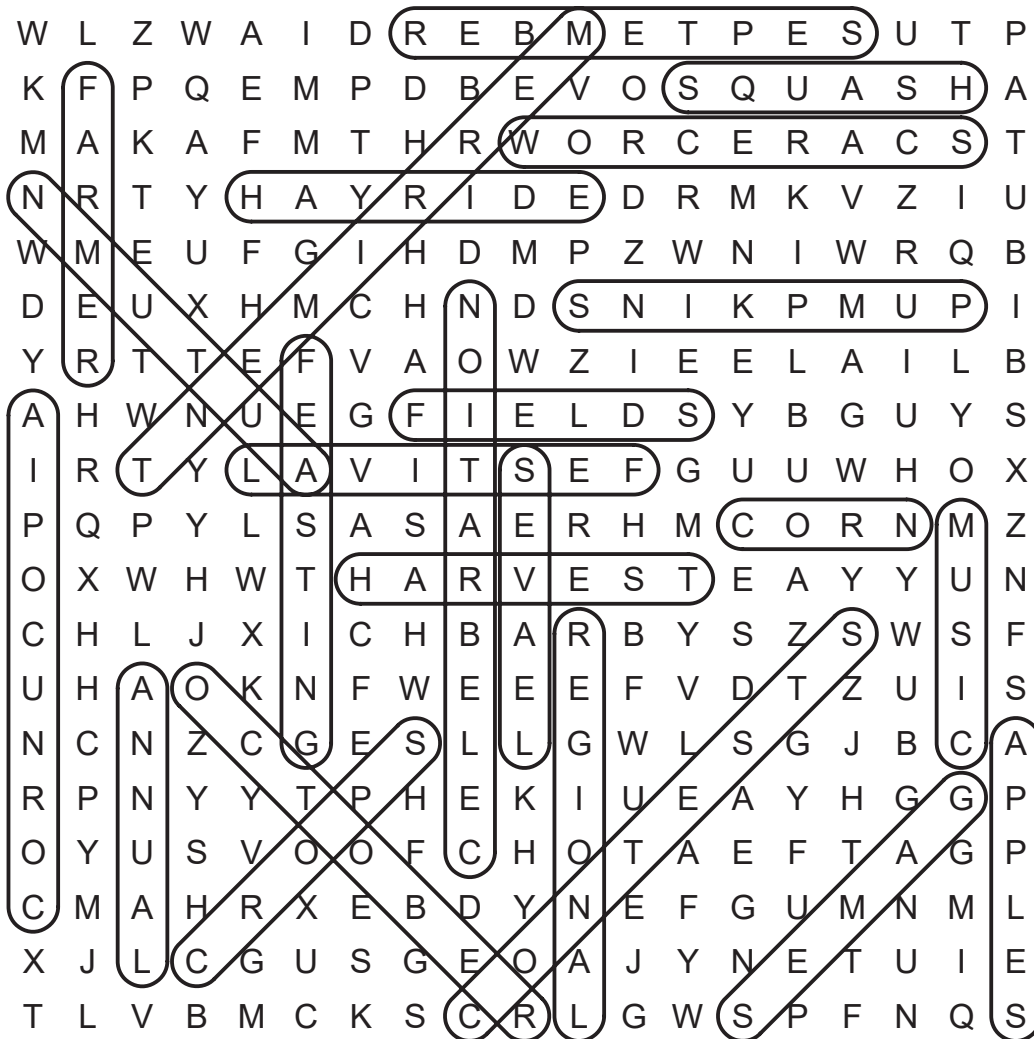 W L Z W A I D R E B M E T P E S U T P
K F P Q E M P D B E V O S Q U A S H A
M A K A F M T H R W O R C E R A C S T
N R T Y H A Y R I D E D R M K V Z I U
W M E U F G I H D M P Z W N I W R Q B
D E U X H M C H N D S N I K P M U P I
Y R T T E F V A O W Z I E E L A I L B
A H W N U E G F I E L D S Y B G U Y S
I R T Y L A V I T S E F G U U W H O X
P Q P Y L S A S A E R H M C O R N M Z
O X W H W T H A R V E S T E A Y Y U N
C H L J X I C H B A R B Y S Z S W S F
U H A O K N F W E E E F V D T Z U I S
N C N Z C G E S L L G W L S G J B C A
R P N Y Y T P H E K I U E A Y H G G P
O Y U S V O O F C H O T A E F T A G P
C M A H R X E B D Y N E F G U M N M L
X J L C G U S G E O A J Y N E T U I E
T L V B M C K S C R L G W S P F N Q S